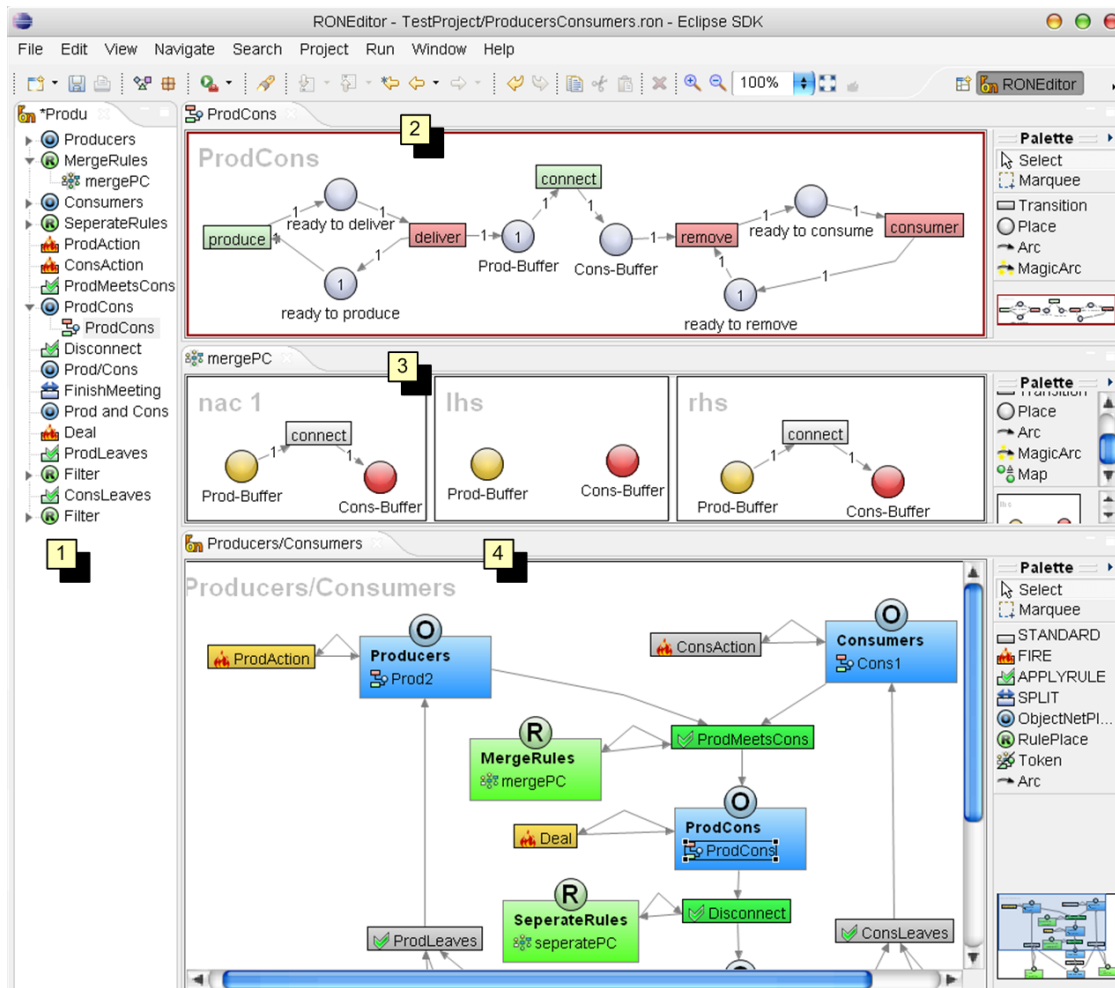 RONEditor - TestProject/ProducersConsumers.ron - Eclipse SDK
File Edit View Navigate Search Project Run Window Help
100%
RONEditor
*Produ
Producers
MergeRules
mergePC
Consumers
SeperateRules
ProdAction
ConsAction
ProdMeetsCons
ProdCons
ProdCons
Disconnect
Prod/Cons
FinishMeeting
Prod and Cons
Deal
ProdLeaves
Filter
ConsLeaves
Filter
1
ProdCons
2
ProdCons
connect
1
1
1
1
1
1
ready to deliver
ready to consume
produce
1
deliver
1
1
1
remove
consumer
Prod-Buffer
Cons-Buffer
1
1
1
1
1
ready to produce
ready to remove
Palette
Select
Marquee
Transition
Place
Arc
MagicArc
mergePC
3
nac 1
connect
1
1
Prod-Buffer
Cons-Buffer
lhs
Prod-Buffer
Cons-Buffer
rhs
connect
1
1
Prod-Buffer
Cons-Buffer
Palette
Transition
Place
Arc
MagicArc
Map
lhs
Producers/Consumers
4
Producers/Consumers
O
O
ProdAction
Producers
Prod2
ConsAction
Consumers
Cons1
R
ProdMeetsCons
MergeRules
mergePC
O
ProdCons
ProdCons
Deal
R
SeperateRules
seperatePC
Disconnect
ProdLeaves
ConsLeaves
O
Palette
Select
Marquee
STANDARD
FIRE
APPLYRULE
SPLIT
ObjectNetPl...
RulePlace
Token
Arc